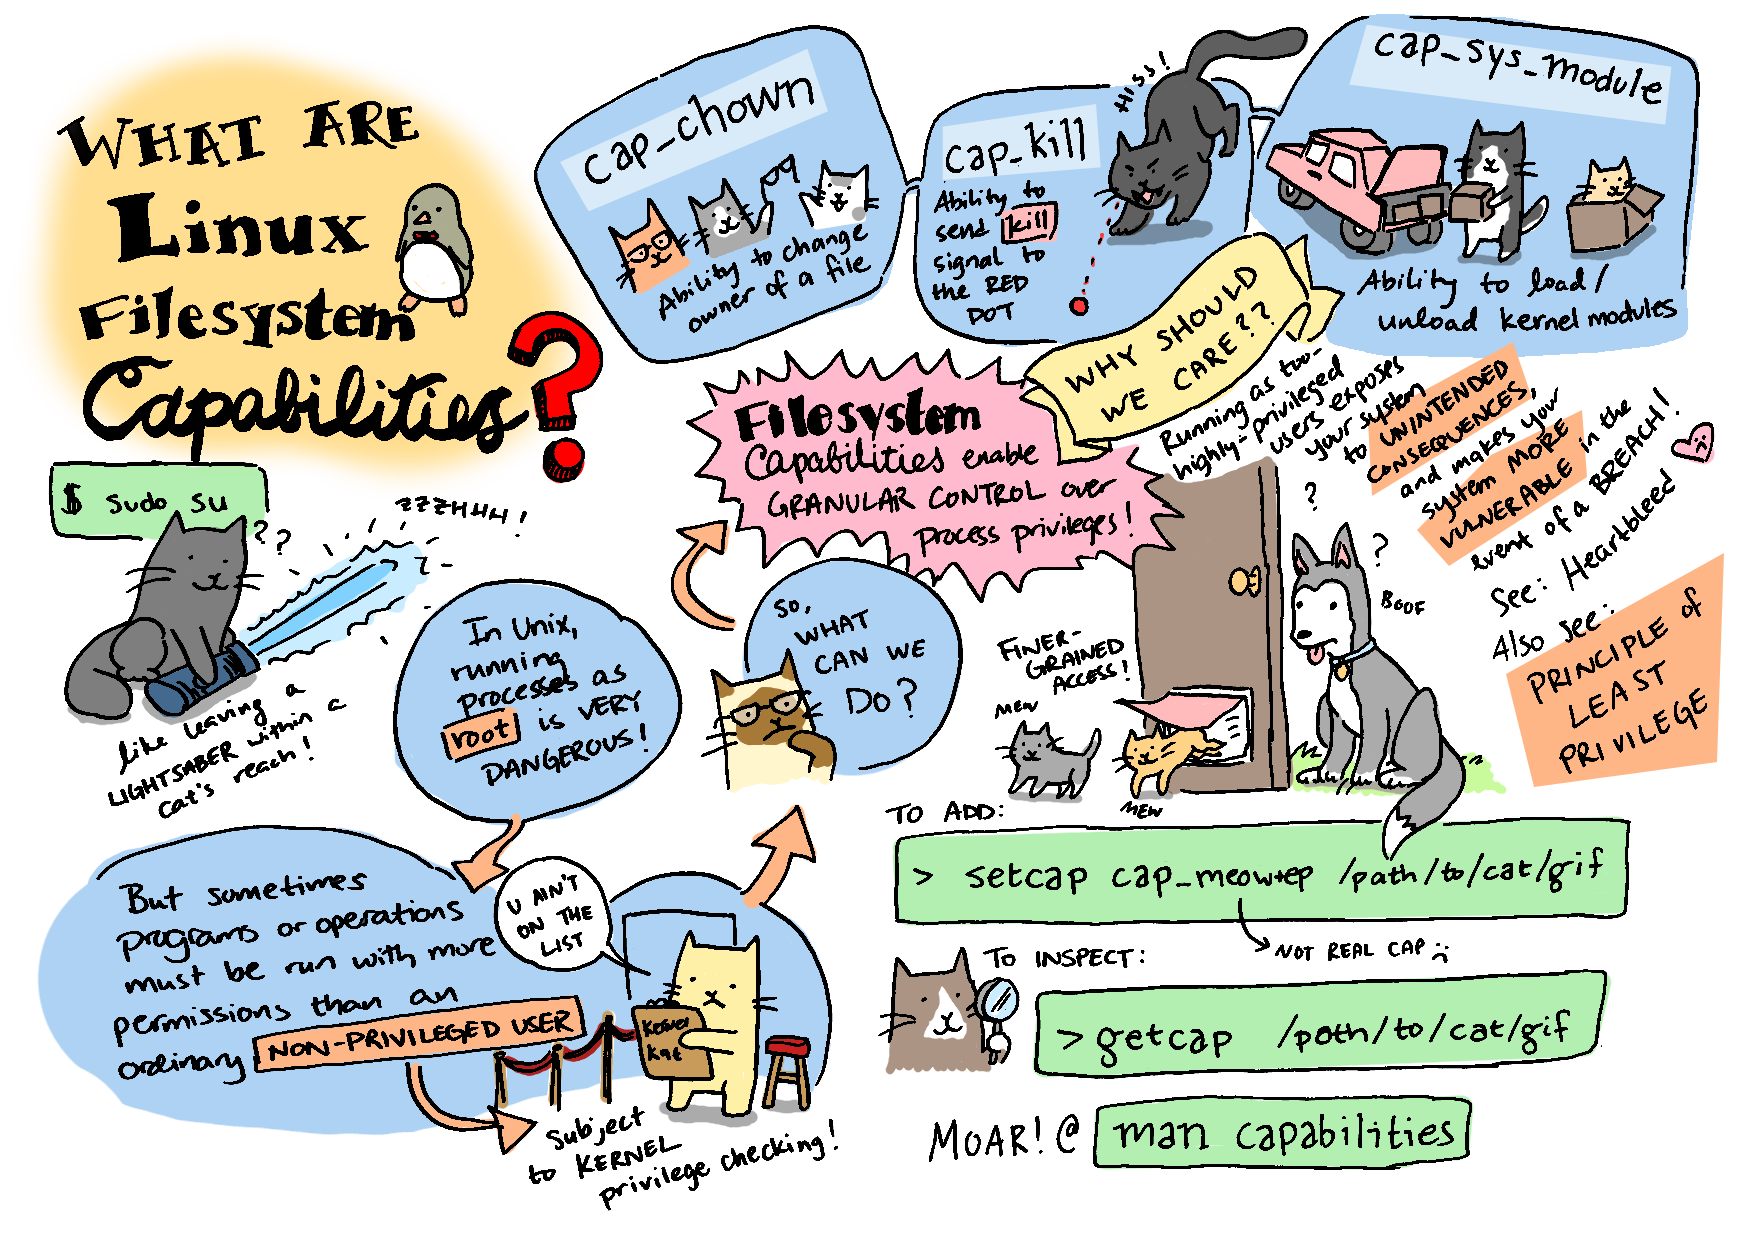 WHAT ARE
Linux
Filesystem
Capabilities?
$ sudo su
??
ZZZHHH!
like leaving a
LIGHTSABER within a
cat's reach!
In Unix,
running
processes as
root is VERY
DANGEROUS!
But sometimes
programs or operations
must be run with more
permissions than an
ordinary NON-PRIVILEGED USER
U AIN'T
ON THE
LIST
Kernel
Kat
Subject
to KERNEL
privilege checking!
So,
WHAT
CAN WE
DO?
Filesystem
Capabilities enable
GRANULAR CONTROL over
process privileges!
cap_chown
Ability to change
owner of a file
cap_kill
Ability to
send kill
signal to
the RED
DOT
HISS!
cap_sys_module
Ability to load/
unload kernel modules
WHY SHOULD
WE CARE??
Running as too-
highly-privileged
users exposes
your system
to UNINTENDED
CONSEQUENCES,
and makes your
system MORE
VULNERABLE in the
event of a BREACH!
See: Heartbleed
Also see:
PRINCIPLE of
LEAST
PRIVILEGE
?
?
BOOF
FINER-
GRAINED
ACCESS!
MEW
MEW
TO ADD:
> setcap cap_meow+ep /path/to/cat/gif
NOT REAL CAP :(
TO INSPECT:
> getcap /path/to/cat/gif
MOAR! @ man capabilities